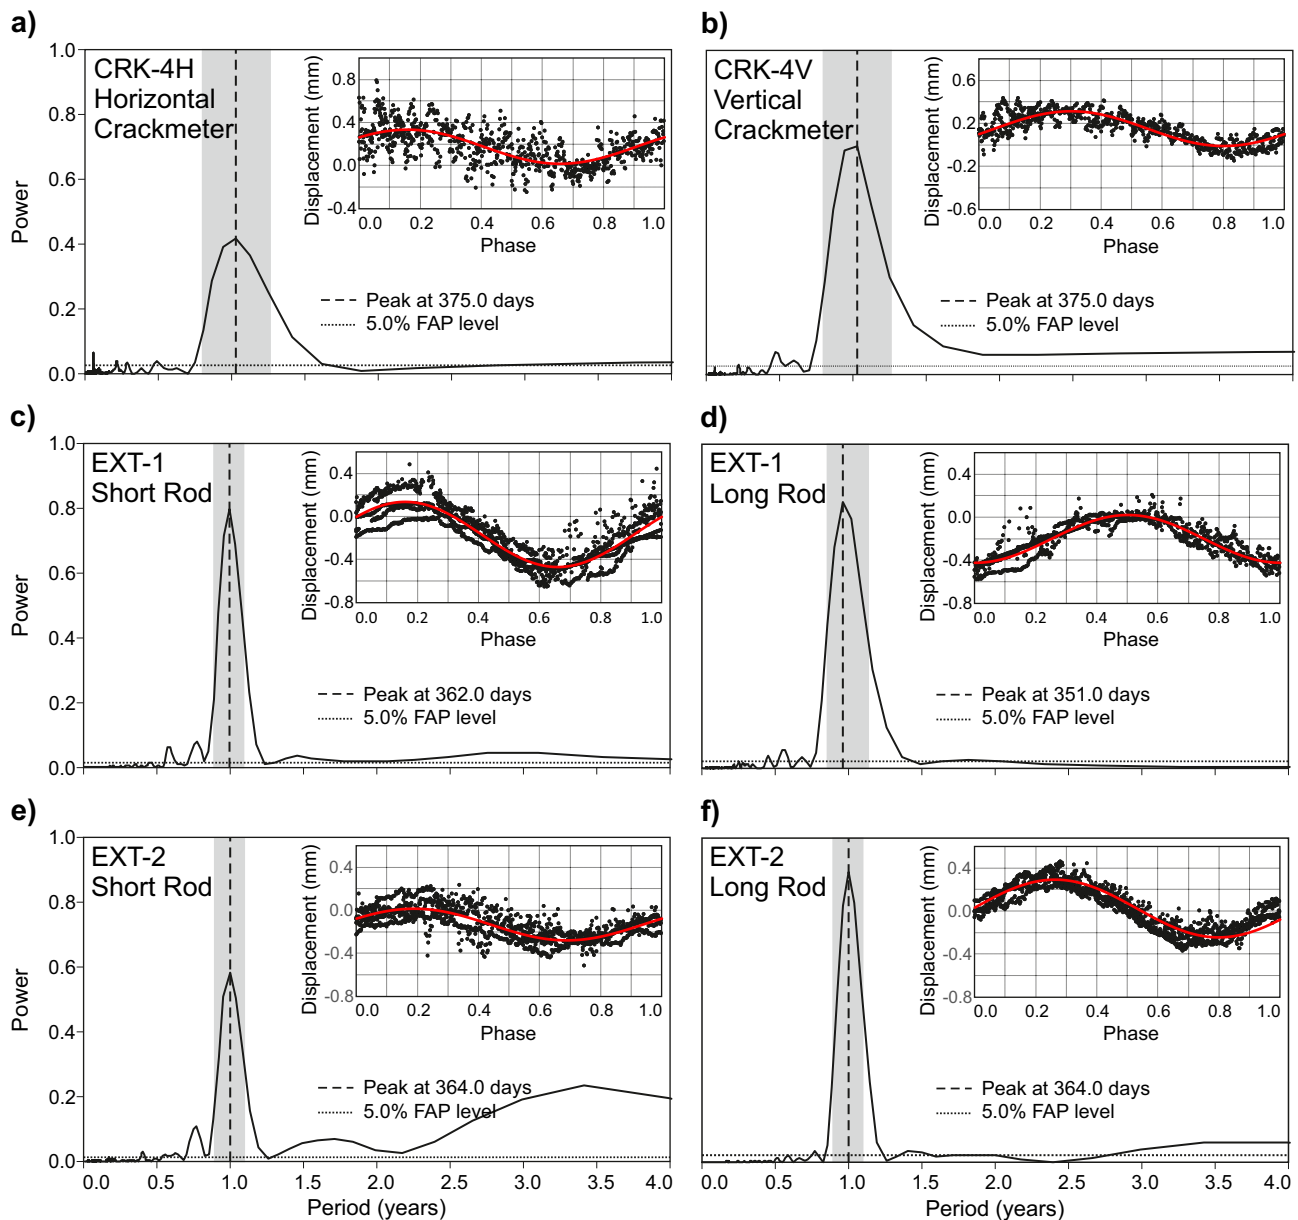 a)
CRK-4H
Horizontal
Crackmeter
Power
1.0
0.8
0.6
0.4
0.2
0.0
Displacement (mm)
0.8
0.4
0.0
-0.4
0.0 0.2 0.4 0.6 0.8 1.0
Phase
Peak at 375.0 days
5.0% FAP level
b)
CRK-4V
Vertical
Crackmeter
Displacement (mm)
0.6
0.2
-0.2
-0.6
0.0 0.2 0.4 0.6 0.8 1.0
Phase
Peak at 375.0 days
5.0% FAP level
c)
EXT-1
Short Rod
Power
1.0
0.8
0.6
0.4
0.2
0.0
Displacement (mm)
0.4
0.0
-0.4
-0.8
0.0 0.2 0.4 0.6 0.8 1.0
Phase
Peak at 362.0 days
5.0% FAP level
d)
EXT-1
Long Rod
Displacement (mm)
0.4
0.0
-0.4
-0.8
0.0 0.2 0.4 0.6 0.8 1.0
Phase
Peak at 351.0 days
5.0% FAP level
e)
EXT-2
Short Rod
Power
1.0
0.8
0.6
0.4
0.2
0.0
Displacement (mm)
0.4
0.0
-0.4
-0.8
0.0 0.2 0.4 0.6 0.8 1.0
Phase
Peak at 364.0 days
5.0% FAP level
0.0 1.0 1.5 2.0 2.5 3.0 3.5 4.0
Period (years)
f)
EXT-2
Long Rod
Displacement (mm)
0.4
0.0
-0.4
-0.8
0.0 0.2 0.4 0.6 0.8 1.0
Phase
Peak at 364.0 days
5.0% FAP level
0.0 0.5 1.0 1.5 2.0 2.5 3.0 3.5 4.0
Period (years)